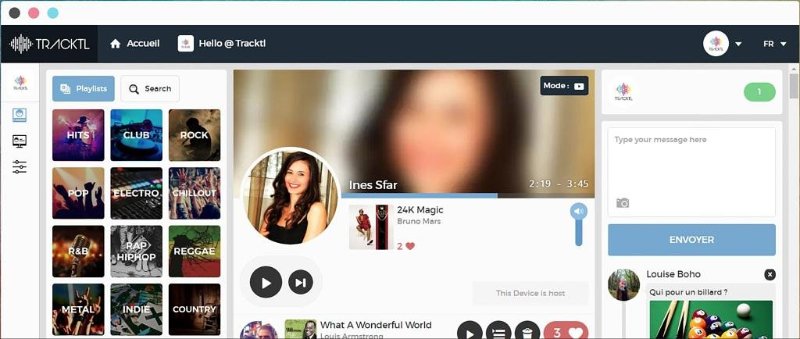 TRACKTL
Accueil
Hello @ Tracktl
FR
Playlists
Search
HITS
CLUB
ROCK
POP
ELECTRO
CHILLOUT
R&B
RAP
HIPHOP
REGGAE
METAL
INDIE
COUNTRY
Mode :
Ines Sfar
2:19 - 3:45
24K Magic
Bruno Mars
2
This Device is host
What A Wonderful World
Louis Armstrong
3
TRACKTL
1
Type your message here
ENVOYER
Louise Boho
x
Qui pour un billard ?